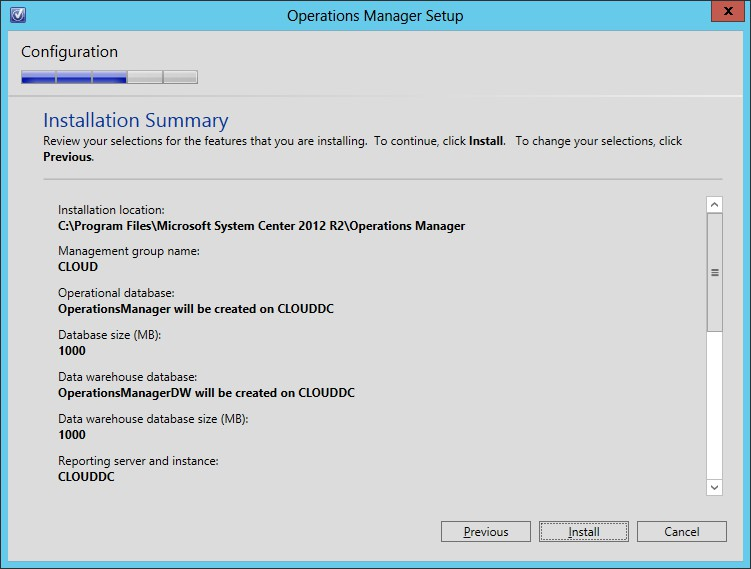 Operations Manager Setup
x
Configuration
Installation Summary
Review your selections for the features that you are installing.  To continue, click Install.   To change your selections, click
Previous.
Installation location:
C:\Program Files\Microsoft System Center 2012 R2\Operations Manager
Management group name:
CLOUD
Operational database:
OperationsManager will be created on CLOUDDC
Database size (MB):
1000
Data warehouse database:
OperationsManagerDW will be created on CLOUDDC
Data warehouse database size (MB):
1000
Reporting server and instance:
CLOUDDC
Previous
Install
Cancel